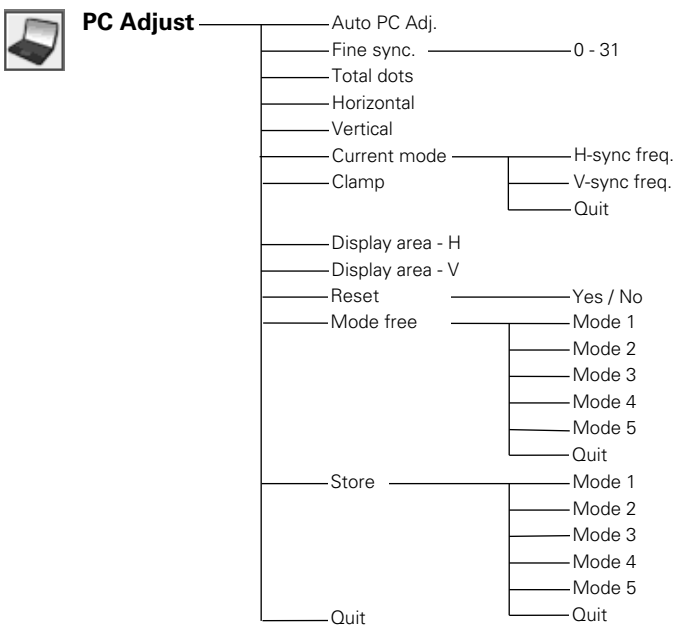 PC Adjust Auto PC Adj.
Fine sync. 0 - 31
Total dots
Horizontal
Vertical
Current mode H-sync freq.
Clamp V-sync freq.
Quit
Display area - H
Display area - V
Reset Yes / No
Mode free Mode 1
Mode 2
Mode 3
Mode 4
Mode 5
Quit
Store Mode 1
Mode 2
Mode 3
Mode 4
Mode 5
Quit Quit